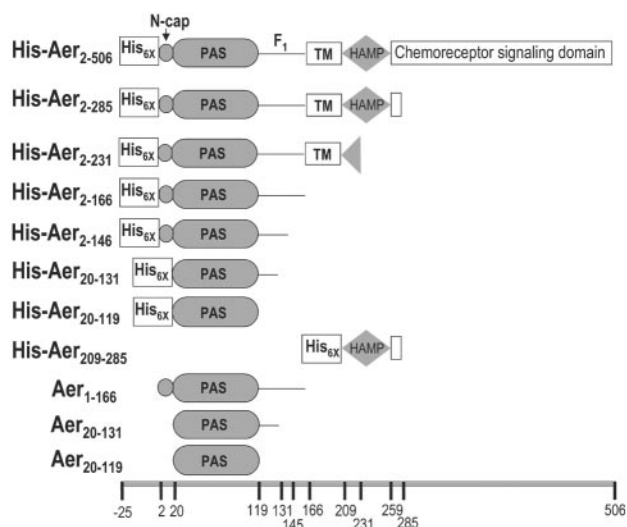 N-cap
His-Aer2-506 His6X PAS F1 TM HAMP Chemoreceptor signaling domain
His-Aer2-285 His6X PAS TM HAMP
His-Aer2-231 His6X PAS TM
His-Aer2-166 His6X PAS
His-Aer2-146 His6X PAS
His-Aer20-131 His6X PAS
His-Aer20-119 His6X PAS
His-Aer209-285 His6X HAMP
Aer1-166 PAS
Aer20-131 PAS
Aer20-119 PAS
-25 2 20 119 131 145 166 209 231 259 285 506